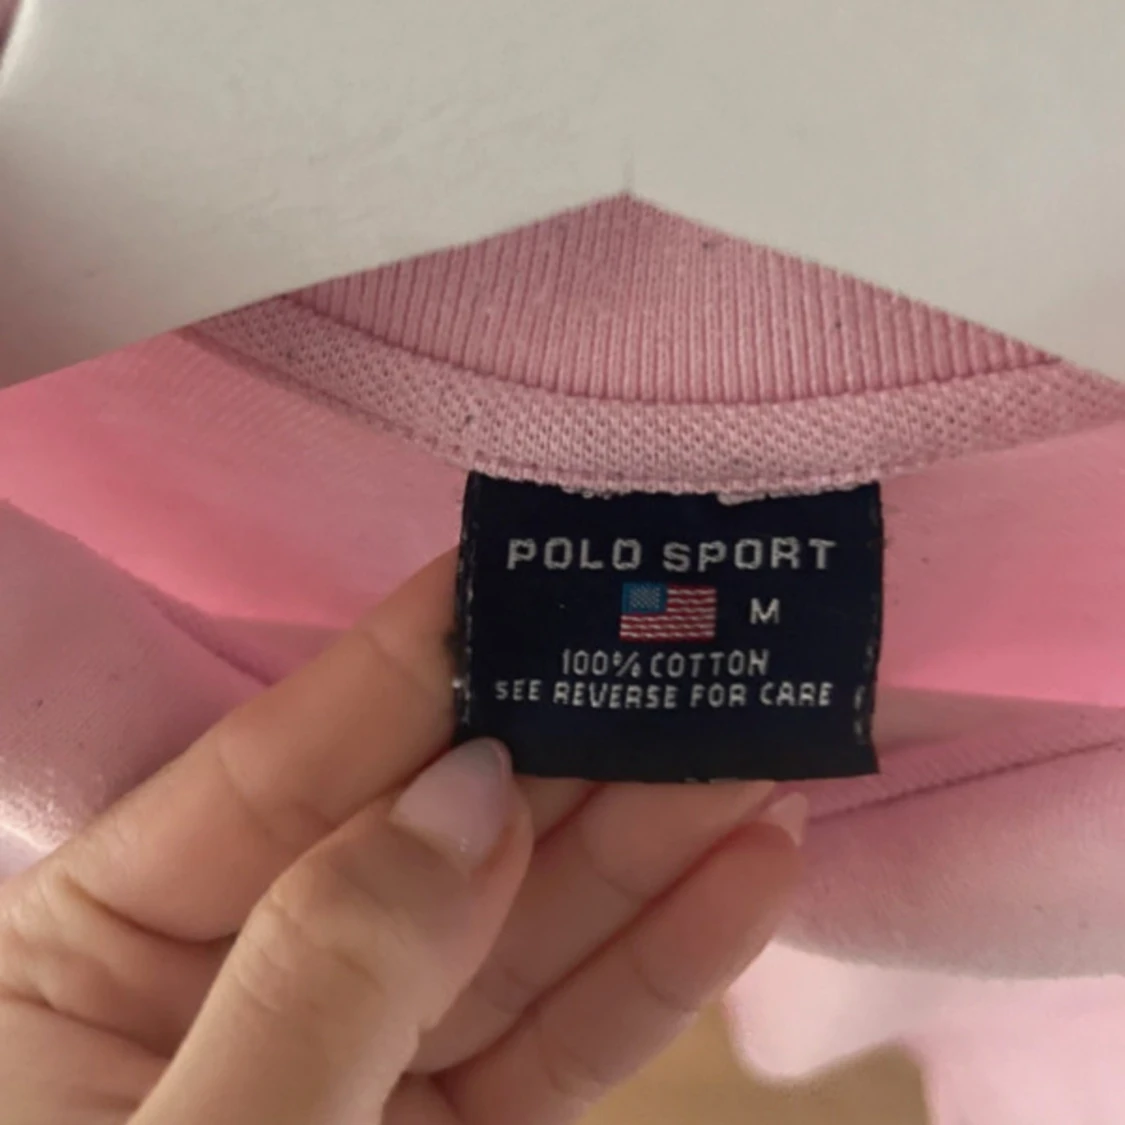 POLO SPORT
M
100% COTTON
SEE REVERSE FOR CARE